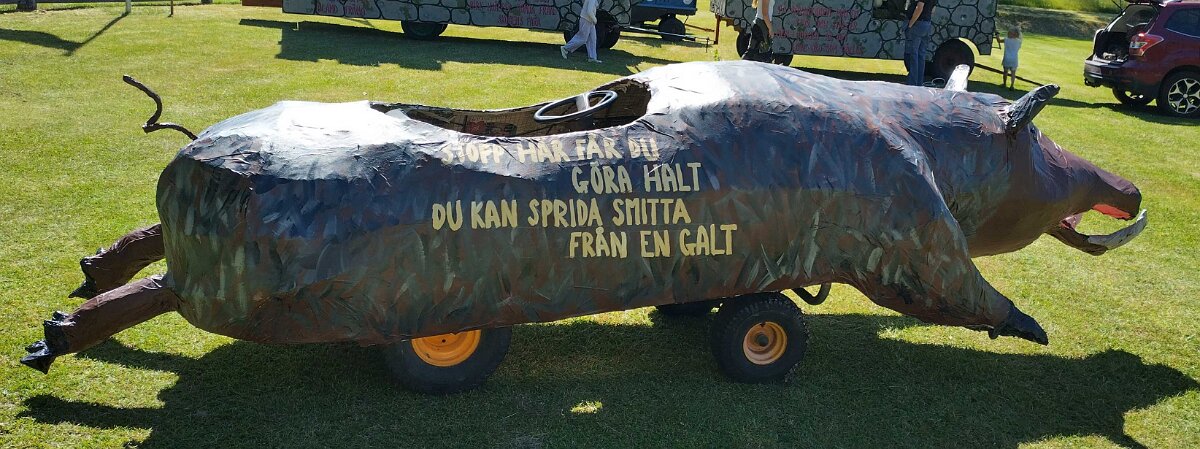 STOPP HÄR FÅR DU
GÖRA HALT
DU KAN SPRIDA SMITTA
FRÅN EN GALT